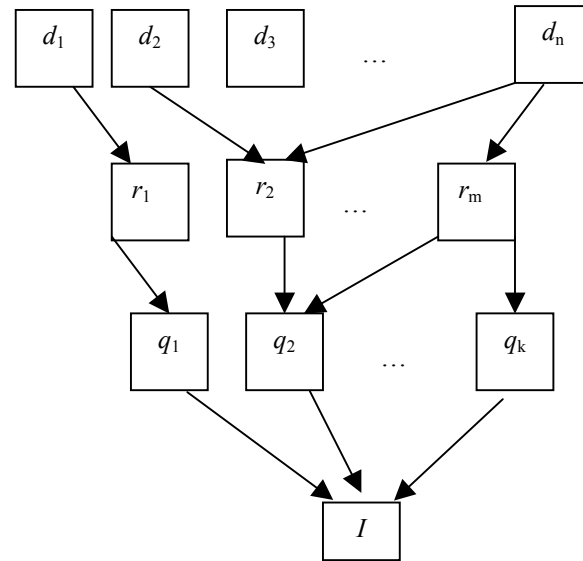 d₁ d₂ d₃ … dₙ
r₁ r₂ … rₘ
q₁ q₂ … qₖ
I